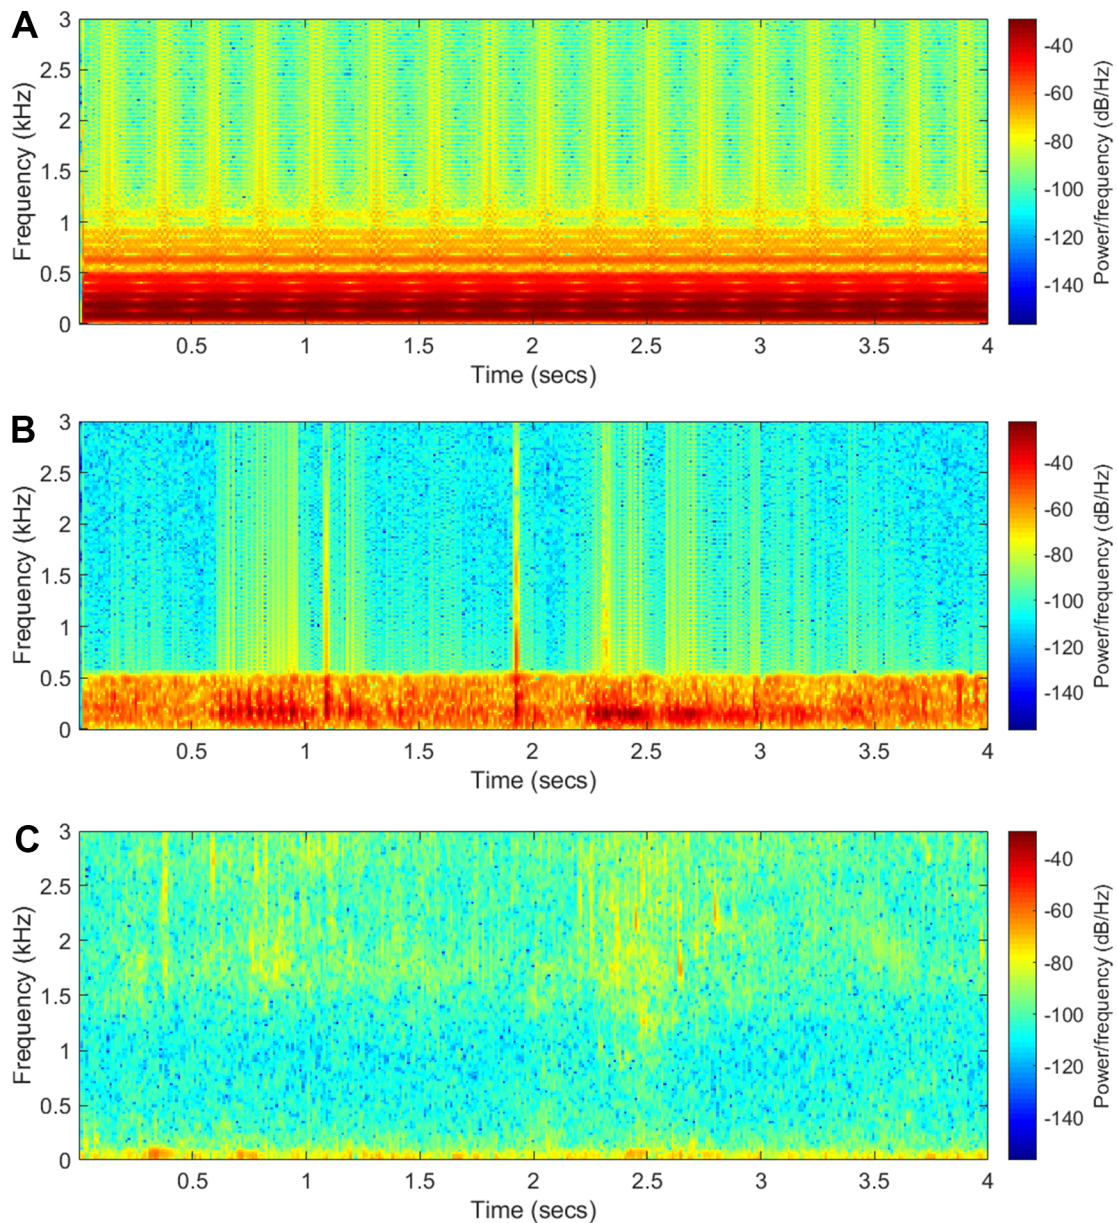 A
Frequency (kHz)
3
2.5
2
1.5
1
0.5
0
0.5 1 1.5 2 2.5 3 3.5 4
Time (secs)
Power/frequency (dB/Hz)
-40
-60
-80
-100
-120
-140
B
Frequency (kHz)
3
2.5
2
1.5
1
0.5
0
0.5 1 1.5 2 2.5 3 3.5 4
Time (secs)
Power/frequency (dB/Hz)
-40
-60
-80
-100
-120
-140
C
Frequency (kHz)
3
2.5
2
1.5
1
0.5
0
0.5 1 1.5 2 2.5 3 3.5 4
Time (secs)
Power/frequency (dB/Hz)
-40
-60
-80
-100
-120
-140